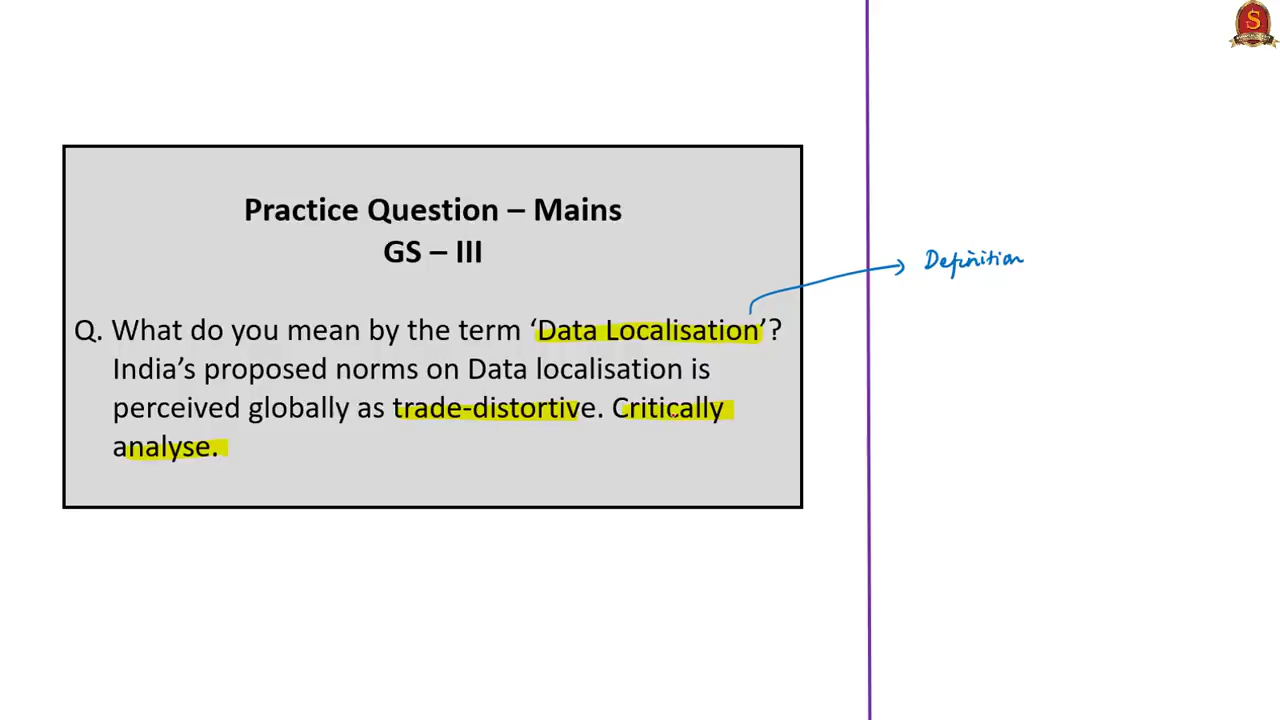 Practice Question – Mains
GS – III
Q. What do you mean by the term ‘Data Localisation’?
India’s proposed norms on Data localisation is
perceived globally as trade-distortive. Critically
analyse.
Definition
S